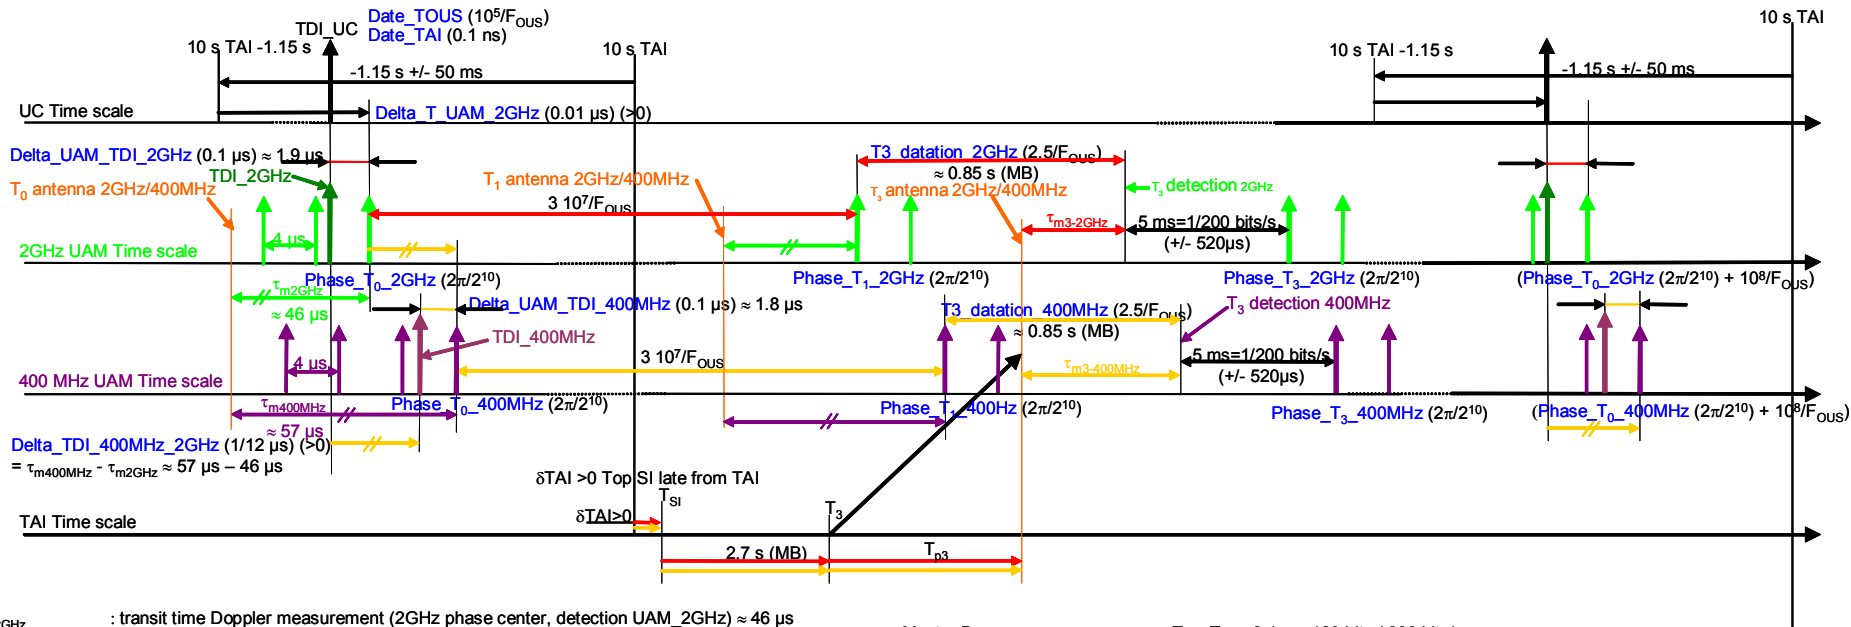 Date_TOUS (10⁵/F_OUS)
TDI_UC
Date_TAI (0.1 ns)
10 s TAI
10 s TAI -1.15 s
10 s TAI
10 s TAI -1.15 s
-1.15 s +/- 50 ms
-1.15 s +/- 50 ms
UC Time scale
Delta_T_UAM_2GHz (0.01 µs) (>0)
Delta_UAM_TDI_2GHz (0.1 µs) ≈ 1.9 µs
T3_datation_2GHz (2.5/F_OUS)
≈ 0.85 s (MB)
TDI_2GHz
T₀ antenna 2GHz/400MHz
T₁ antenna 2GHz/400MHz
T₃ antenna 2GHz/400MHz
T₃ detection 2GHz
3 10⁷/F_OUS
τ_m3-2GHz
5 ms=1/200 bits/s
(+/- 520µs)
4 µs
2GHz UAM Time scale
Phase_T₀_2GHz (2π/2¹⁰)
Phase_T₁_2GHz (2π/2¹⁰)
Phase_T₃_2GHz (2π/2¹⁰)
(Phase_T₀_2GHz (2π/2¹⁰) + 10⁸/F_OUS)
τ_m2GHz
≈ 46 µs
Delta_UAM_TDI_400MHz (0.1 µs) ≈ 1.8 µs
T3_datation_400MHz (2.5/F_OUS)
≈ 0.85 s (MB)
T₃ detection 400MHz
TDI_400MHz
4 µs
3 10⁷/F_OUS
τ_m3-400MHz
5 ms=1/200 bits/s
(+/- 520µs)
400 MHz UAM Time scale
Phase_T₀_400MHz (2π/2¹⁰)
Phase_T₁_400Hz (2π/2¹⁰)
Phase_T₃_400MHz (2π/2¹⁰)
(Phase_T₀_400MHz (2π/2¹⁰) + 10⁸/F_OUS)
τ_m400MHz
≈ 57 µs
Delta_TDI_400MHz_2GHz (1/12 µs) (>0)
= τ_m400MHz - τ_m2GHz ≈ 57 µs – 46 µs
δTAI >0 Top SI late from TAI
T_SI
δTAI>0
T₃
TAI Time scale
2.7 s (MB)
T_p3
2GHz : transit time Doppler measurement (2GHz phase center, detection UAM_2GHz) ≈ 46 µs